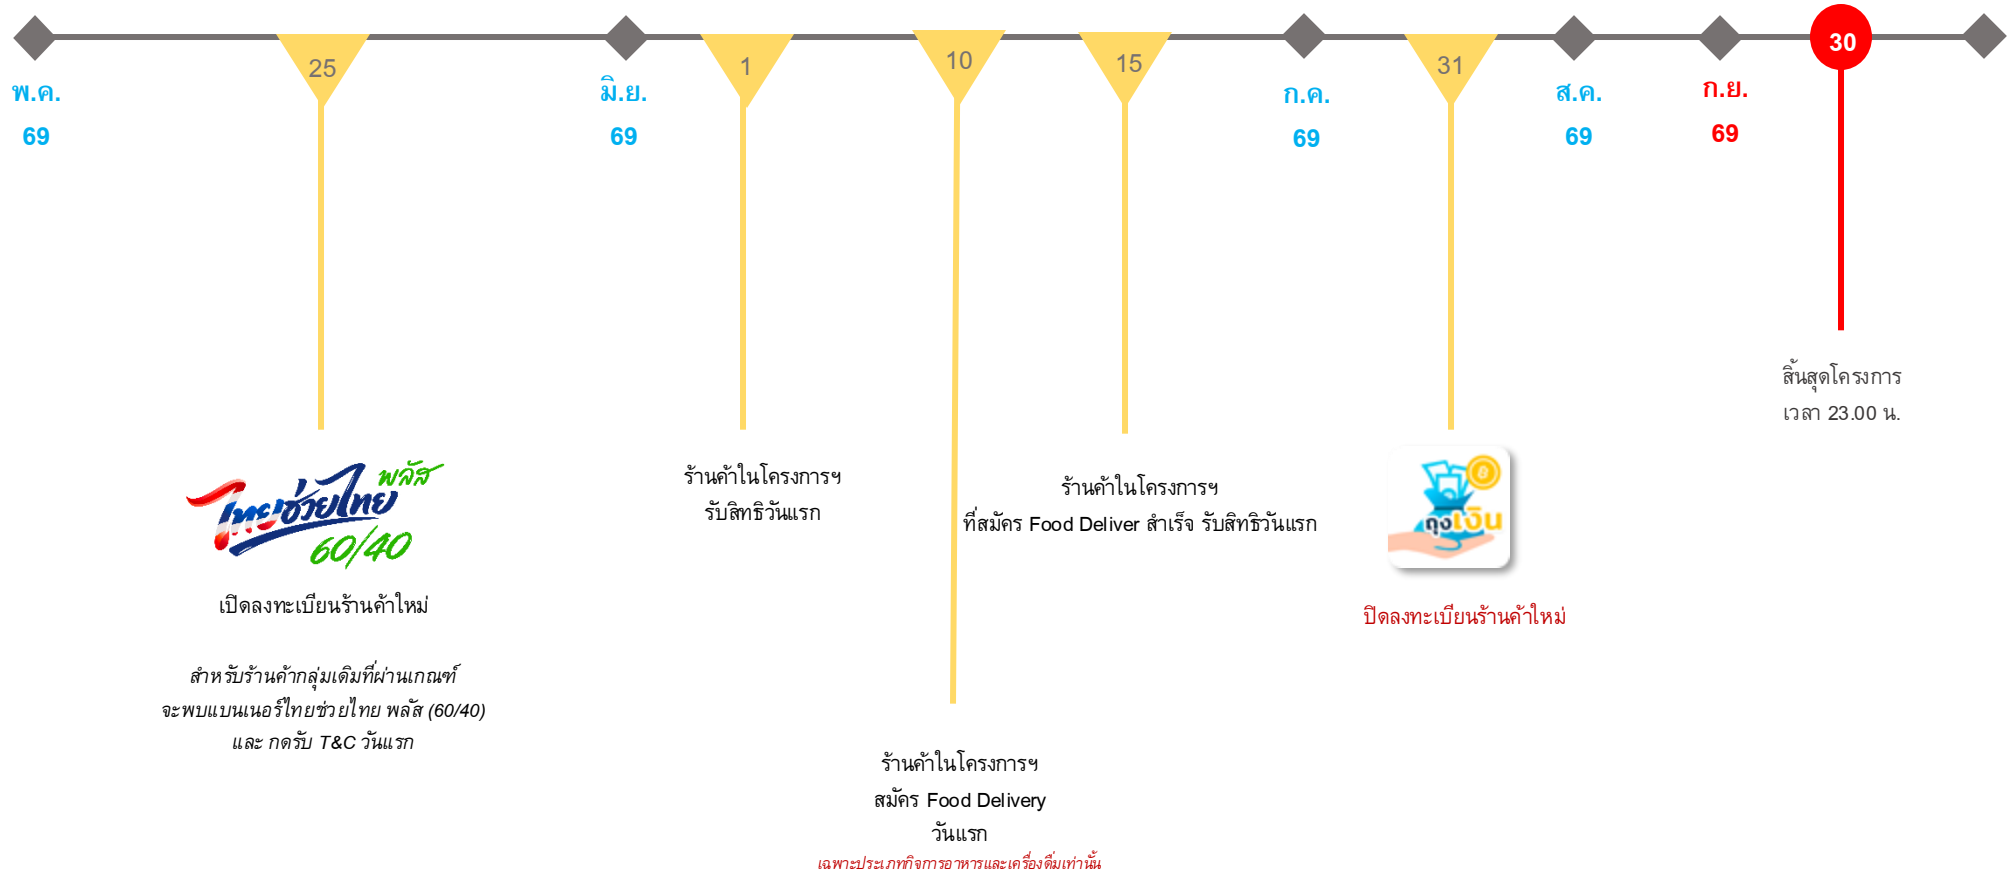 พ.ค.
69
25
มิ.ย.
69
1
10
15
ก.ค.
69
31
ส.ค.
69
ก.ย.
69
30
ไทยช่วยไทย
พลัส
60/40
เปิดลงทะเบียนร้านค้าใหม่
สำหรับร้านค้ากลุ่มเดิมที่ผ่านเกณฑ์
จะพบแบนเนอร์ไทยช่วยไทย พลัส (60/40)
และ กดรับ T&C วันแรก
ร้านค้าในโครงการฯ
รับสิทธิวันแรก
ร้านค้าในโครงการฯ
สมัคร Food Delivery
วันแรก
เฉพาะประเภทกิจการอาหารและเครื่องดื่มเท่านั้น
ร้านค้าในโครงการฯ
ที่สมัคร Food Deliver สำเร็จ รับสิทธิวันแรก
ถุงเงิน
ปิดลงทะเบียนร้านค้าใหม่
สิ้นสุดโครงการ
เวลา 23.00 น.